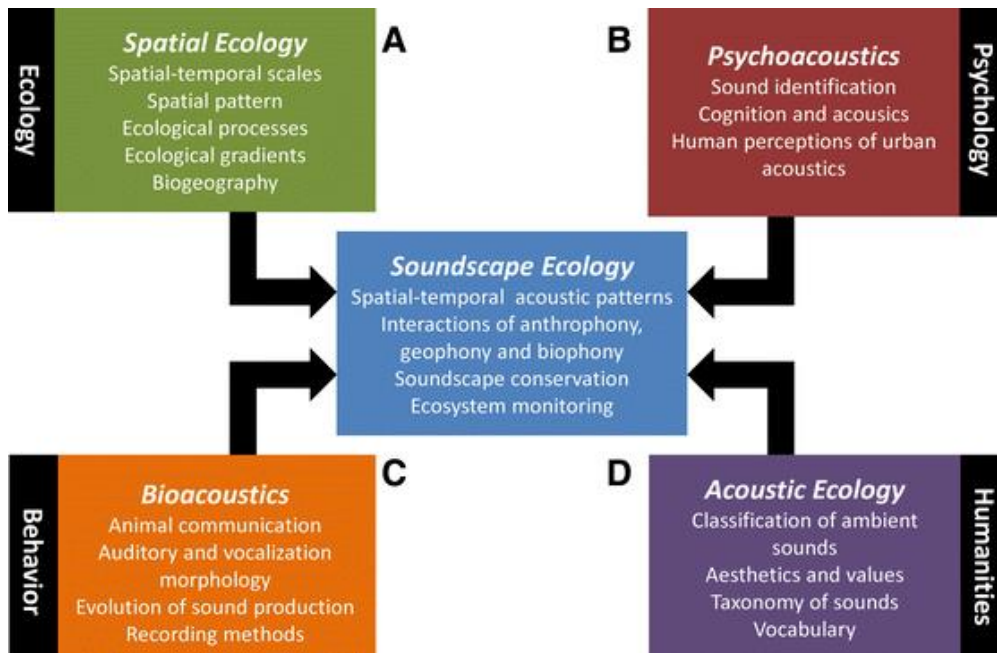 Ecology
Spatial Ecology
Spatial-temporal scales
Spatial pattern
Ecological processes
Ecological gradients
Biogeography
A
B
Psychoacoustics
Sound identification
Cognition and acousics
Human perceptions of urban
acoustics
Psychology
Soundscape Ecology
Spatial-temporal acoustic patterns
Interactions of anthrophony,
geophony and biophony
Soundscape conservation
Ecosystem monitoring
Behavior
Bioacoustics
Animal communication
Auditory and vocalization
morphology
Evolution of sound production
Recording methods
C
D
Acoustic Ecology
Classification of ambient
sounds
Aesthetics and values
Taxonomy of sounds
Vocabulary
Humanities